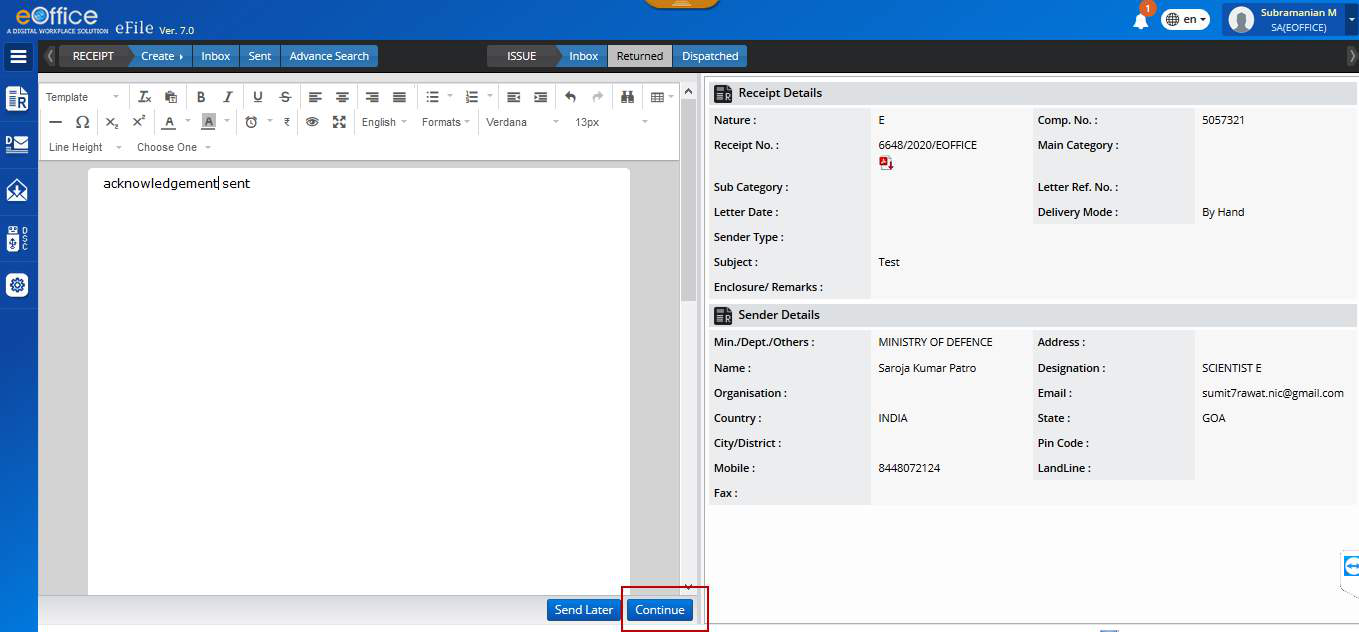 eOffice
A DIGITAL WORKPLACE SOLUTION
eFile Ver. 7.0
1
en
Subramanian M
SA(EOFFICE)
RECEIPT Create Inbox Sent Advance Search
ISSUE Inbox Returned Dispatched
Template
B I U S
Ω X₂ X² A A ₹ English Formats Verdana 13px
Line Height Choose One
acknowledgement sent
Send Later Continue
D
S
C
Receipt Details
Nature : E Comp. No. : 5057321
Receipt No. : 6648/2020/EOFFICE Main Category :
Sub Category : Letter Ref. No. :
Letter Date : Delivery Mode : By Hand
Sender Type :
Subject : Test
Enclosure/ Remarks :
Sender Details
Min./Dept./Others : MINISTRY OF DEFENCE Address :
Name : Saroja Kumar Patro Designation : SCIENTIST E
Organisation : Email : sumit7rawat.nic@gmail.com
Country : INDIA State : GOA
City/District : Pin Code :
Mobile : 8448072124 LandLine :
Fax :